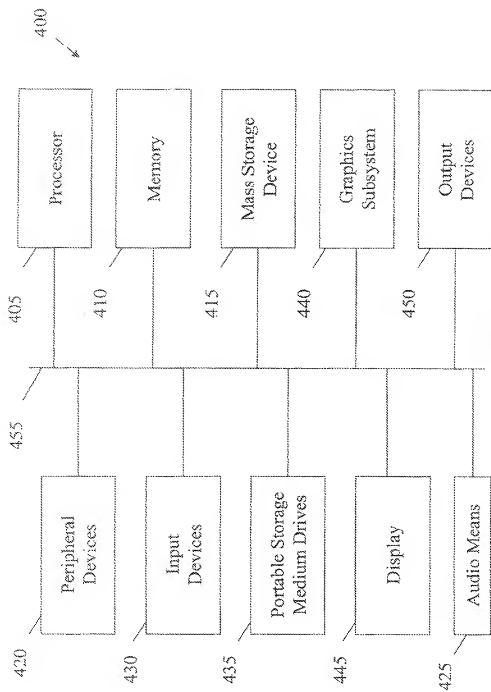 400
405
Processor
410
Memory
415
Mass Storage
Device
440
Graphics
Subsystem
450
Output
Devices
455
420
Peripheral
Devices
430
Input
Devices
435
Portable Storage
Medium Drives
445
Display
425
Audio Means